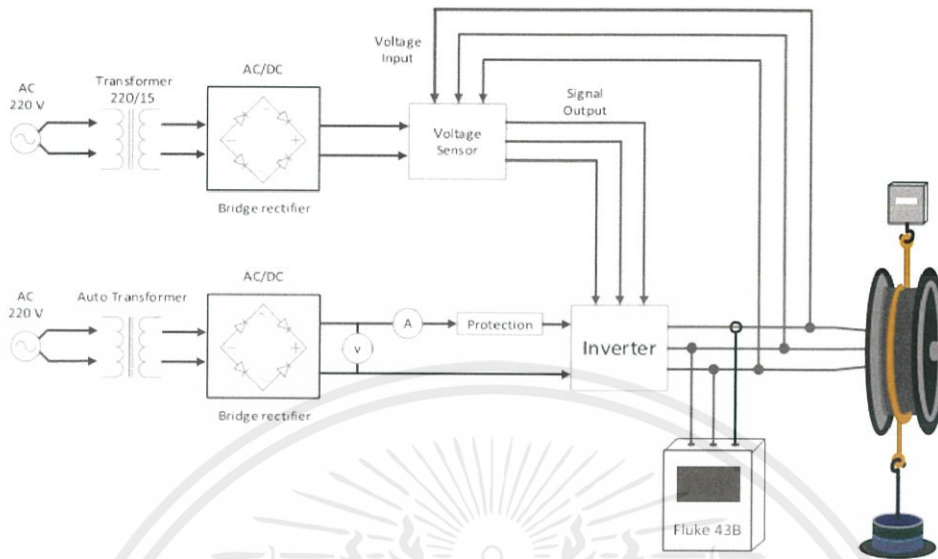 AC
220 V
Transformer
220/15
AC/DC
Bridge rectifier
Voltage
Input
Voltage
Sensor
Signal
Output
AC
220 V
Auto Transformer
AC/DC
Bridge rectifier
A
v
Protection
Inverter
Fluke 43B